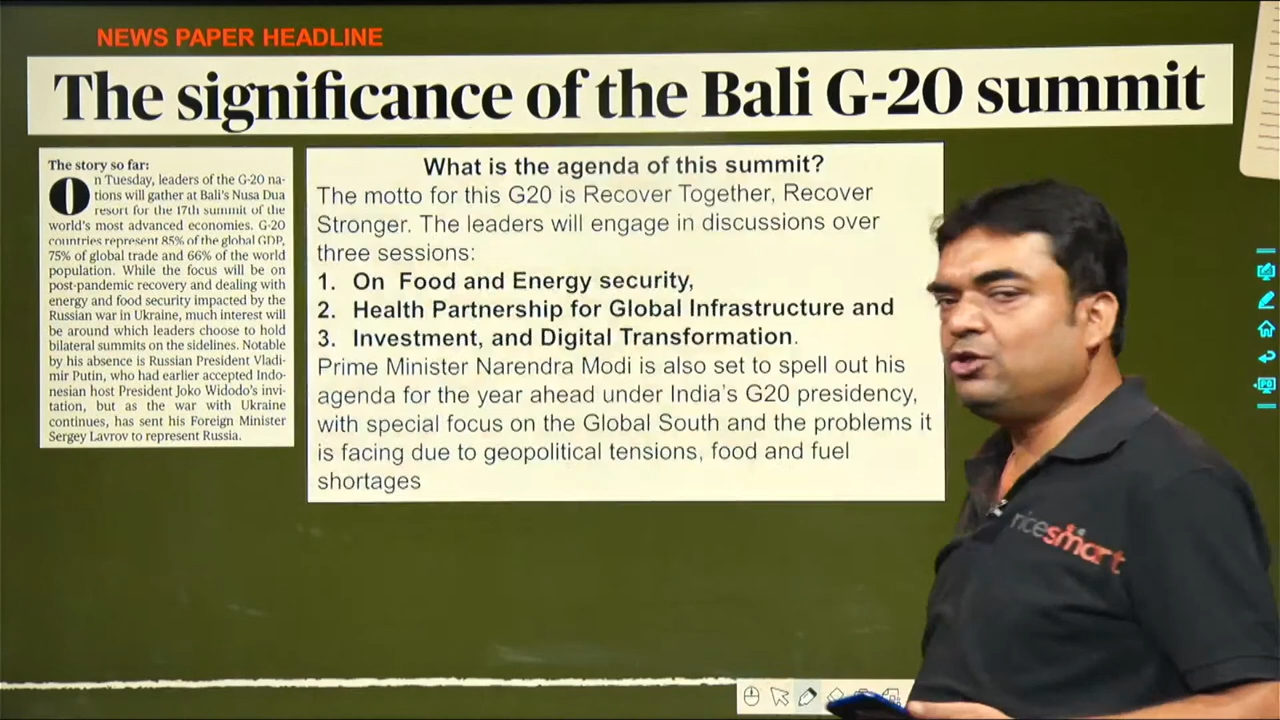 NEWS PAPER HEADLINE
The significance of the Bali G-20 summit
The story so far:
On Tuesday, leaders of the G-20 na-
tions will gather at Bali's Nusa Dua
resort for the 17th summit of the
world's most advanced economies. G-20
countries represent 85% of the global GDP,
75% of global trade and 66% of the world
population. While the focus will be on
post-pandemic recovery and dealing with
energy and food security impacted by the
Russian war in Ukraine, much interest will
be around which leaders choose to hold
bilateral summits on the sidelines. Notable
by his absence is Russian President Vladi-
mir Putin, who had earlier accepted Indo-
nesian host President Joko Widodo's invi-
tation, but as the war with Ukraine
continues, has sent his Foreign Minister
Sergey Lavrov to represent Russia.
What is the agenda of this summit?
The motto for this G20 is Recover Together, Recover
Stronger. The leaders will engage in discussions over
three sessions:
1. On Food and Energy security,
2. Health Partnership for Global Infrastructure and
3. Investment, and Digital Transformation.
Prime Minister Narendra Modi is also set to spell out his
agenda for the year ahead under India's G20 presidency,
with special focus on the Global South and the problems it
is facing due to geopolitical tensions, food and fuel
shortages
ricesmart
PO